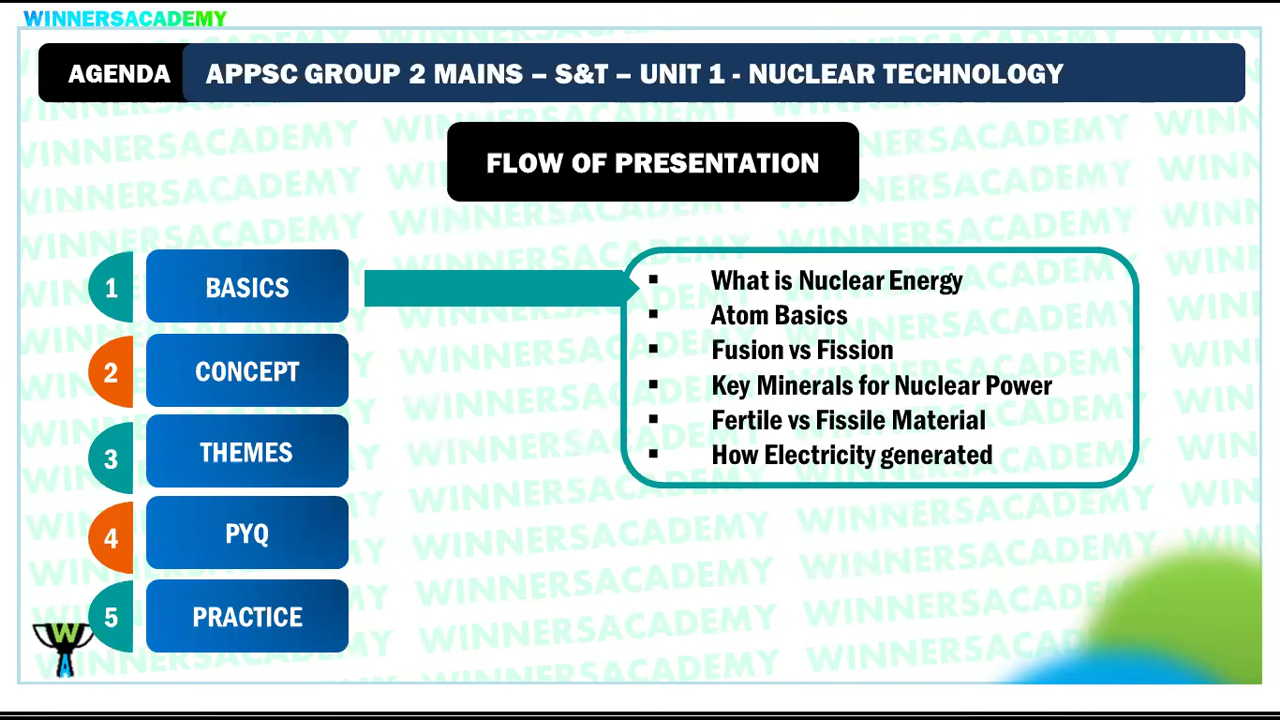 WINNERSACADEMY
AGENDA APPSC GROUP 2 MAINS – S&T – UNIT 1 - NUCLEAR TECHNOLOGY
FLOW OF PRESENTATION
1 BASICS
2 CONCEPT
3 THEMES
4 PYQ
5 PRACTICE
▪ What is Nuclear Energy
▪ Atom Basics
▪ Fusion vs Fission
▪ Key Minerals for Nuclear Power
▪ Fertile vs Fissile Material
▪ How Electricity generated
W
A